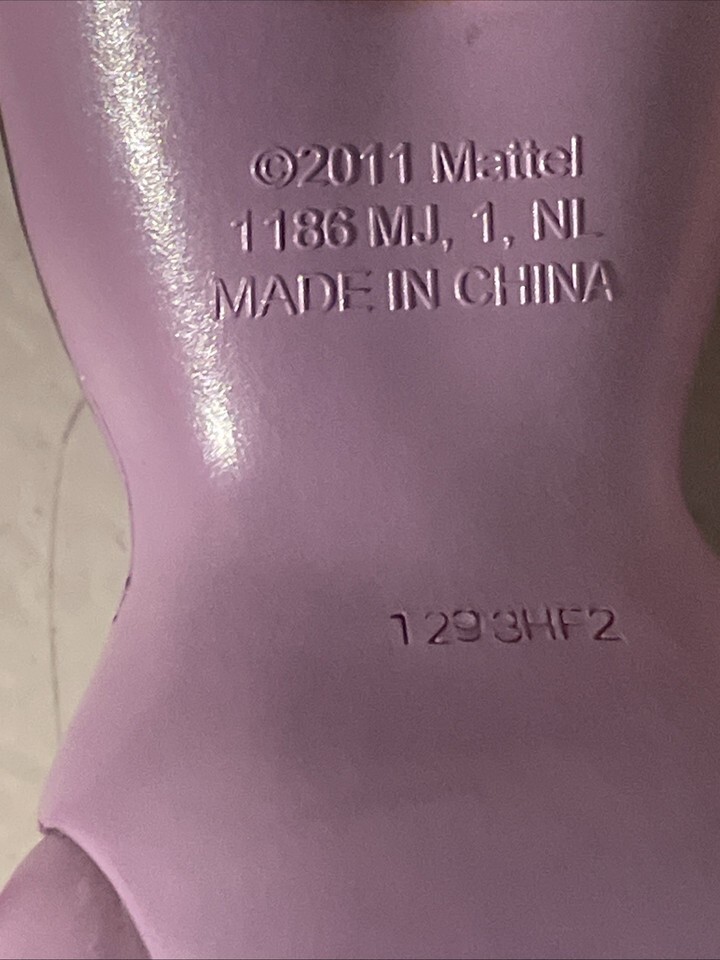 ©2011 Mattel
1186 MJ, 1, NL
MADE IN CHINA
1293HF2